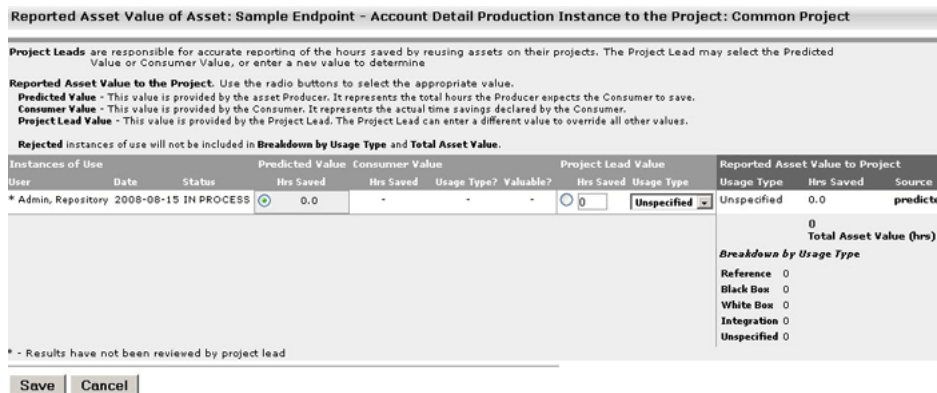 Reported Asset Value of Asset: Sample Endpoint - Account Detail Production Instance to the Project: Common Project
Project Leads are responsible for accurate reporting of the hours saved by reusing assets on their projects. The Project Lead may select the Predicted
Value or Consumer Value, or enter a new value to determine
Reported Asset Value to the Project. Use the radio buttons to select the appropriate value.
Predicted Value - This value is provided by the asset Producer. It represents the total hours the Producer expects the Consumer to save.
Consumer Value - This value is provided by the Consumer. It represents the actual time savings declared by the Consumer.
Project Lead Value - This value is provided by the Project Lead. The Project Lead can enter a different value to override all other values.
Rejected instances of use will not be included in Breakdown by Usage Type and Total Asset Value.
Instances of Use Predicted Value Consumer Value Project Lead Value Reported Asset Value to Project
User Date Status Hrs Saved Hrs Saved Usage Type? Valuable? Hrs Saved Usage Type Usage Type Hrs Saved Source
* Admin, Repository 2008-08-15 IN PROCESS 0.0 - - - 0 Unspecified Unspecified 0.0 predicte
0
Total Asset Value (hrs)
Breakdown by Usage Type
Reference 0
Black Box 0
White Box 0
Integration 0
Unspecified 0
* - Results have not been reviewed by project lead
Save Cancel